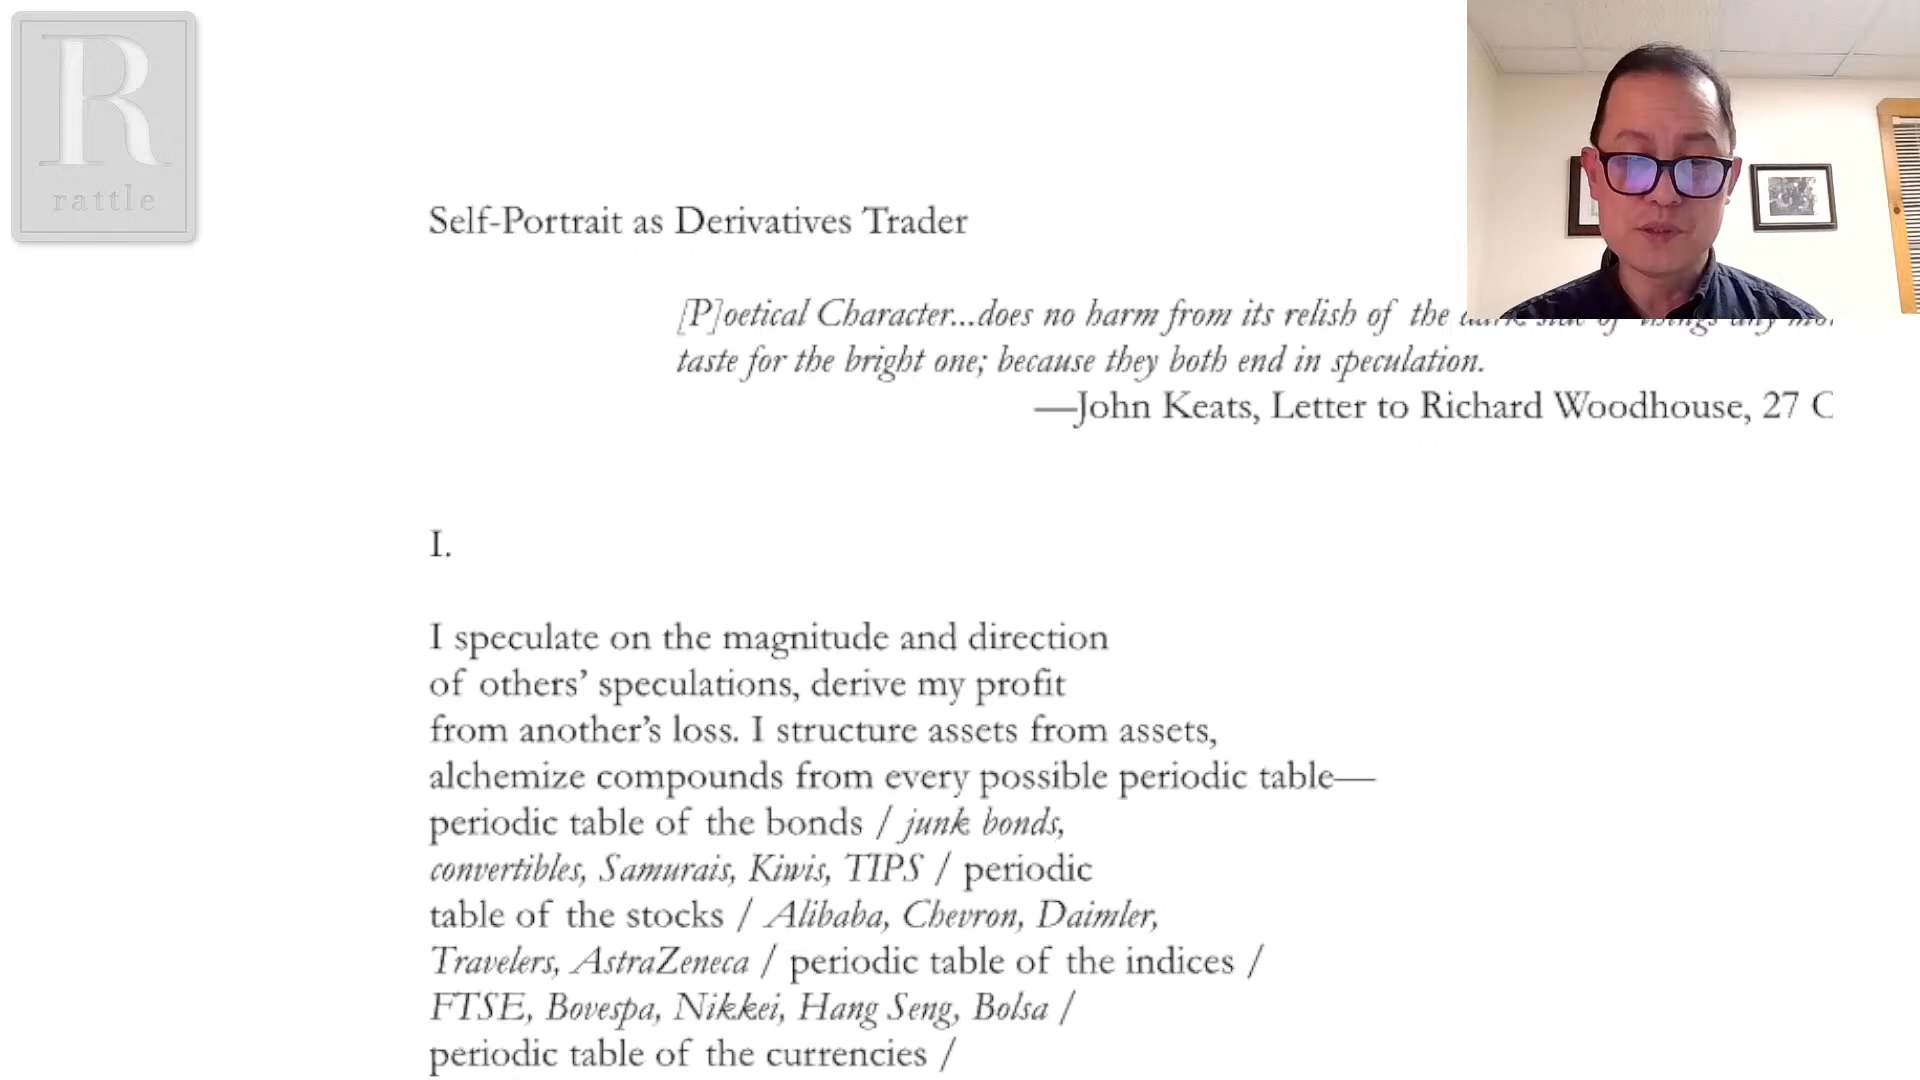 R
rattle
Self-Portrait as Derivatives Trader
[P]oetical Character...does no harm from its relish of the
taste for the bright one; because they both end in speculation.
—John Keats, Letter to Richard Woodhouse, 27
I.
I speculate on the magnitude and direction
of others’ speculations, derive my profit
from another’s loss. I structure assets from assets,
alchemize compounds from every possible periodic table—
periodic table of the bonds / junk bonds,
convertibles, Samurais, Kiwis, TIPS / periodic
table of the stocks / Alibaba, Chevron, Daimler,
Travelers, AstraZeneca / periodic table of the indices /
FTSE, Bovespa, Nikkei, Hang Seng, Bolsa /
periodic table of the currencies /